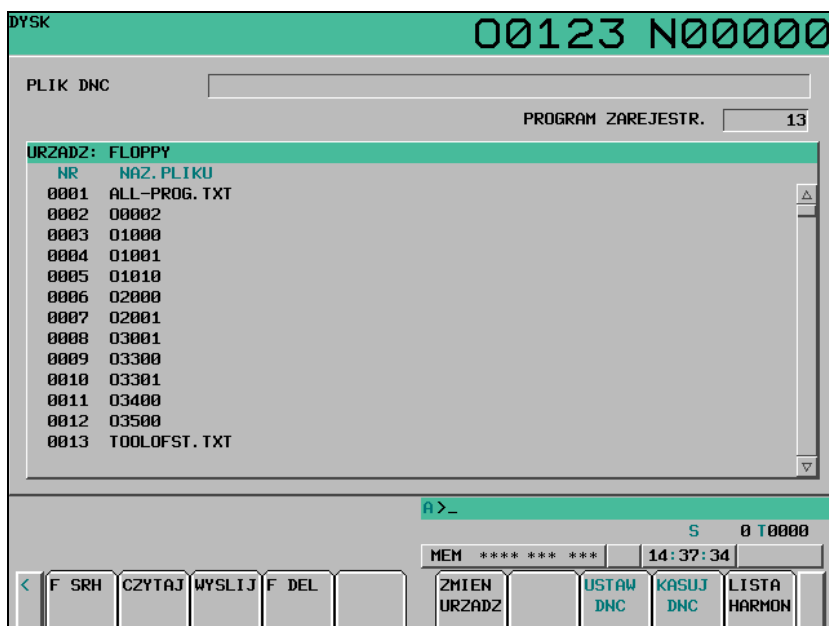 DYSK O0123 N00000
PLIK DNC
PROGRAM ZAREJESTR. 13
URZADZ: FLOPPY
NR NAZ.PLIKU
0001 ALL-PROG.TXT
0002 O0002
0003 O1000
0004 O1001
0005 O1010
0006 O2000
0007 O2001
0008 O3001
0009 O3300
0010 O3301
0011 O3400
0012 O3500
0013 TOOLOFST.TXT
A>_
S 0 T0000
MEM **** *** *** 14:37:34
< F SRH CZYTAJ WYSLIJ F DEL ZMIEN USTAW KASUJ LISTA
URZADZ DNC DNC HARMON